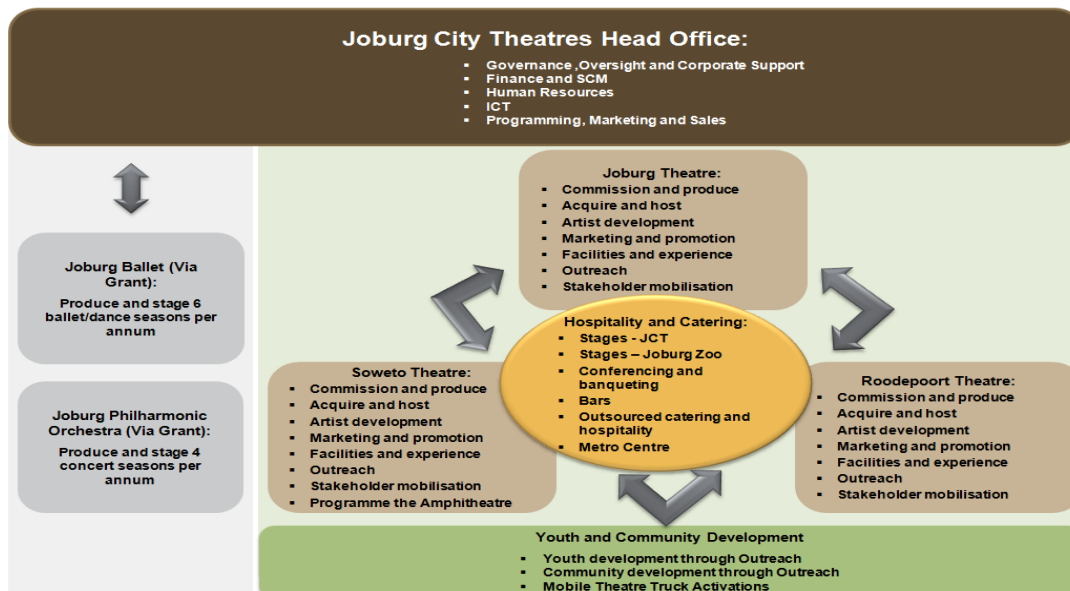 Joburg City Theatres Head Office:
▪ Governance ,Oversight and Corporate Support
▪ Finance and SCM
▪ Human Resources
▪ ICT
▪ Programming, Marketing and Sales
Joburg Ballet (Via
Grant):
Produce and stage 6
ballet/dance seasons per
annum
Joburg Philharmonic
Orchestra (Via Grant):
Produce and stage 4
concert seasons per
annum
Joburg Theatre:
▪ Commission and produce
▪ Acquire and host
▪ Artist development
▪ Marketing and promotion
▪ Facilities and experience
▪ Outreach
▪ Stakeholder mobilisation
Hospitality and Catering:
▪ Stages - JCT
▪ Stages – Joburg Zoo
▪ Conferencing and
banqueting
▪ Bars
▪ Outsourced catering and
hospitality
▪ Metro Centre
Soweto Theatre:
▪ Commission and produce
▪ Acquire and host
▪ Artist development
▪ Marketing and promotion
▪ Facilities and experience
▪ Outreach
▪ Stakeholder mobilisation
▪ Programme the Amphitheatre
Roodepoort Theatre:
▪ Commission and produce
▪ Acquire and host
▪ Artist development
▪ Marketing and promotion
▪ Facilities and experience
▪ Outreach
▪ Stakeholder mobilisation
Youth and Community Development
▪ Youth development through Outreach
▪ Community development through Outreach
▪ Mobile Theatre Truck Activations